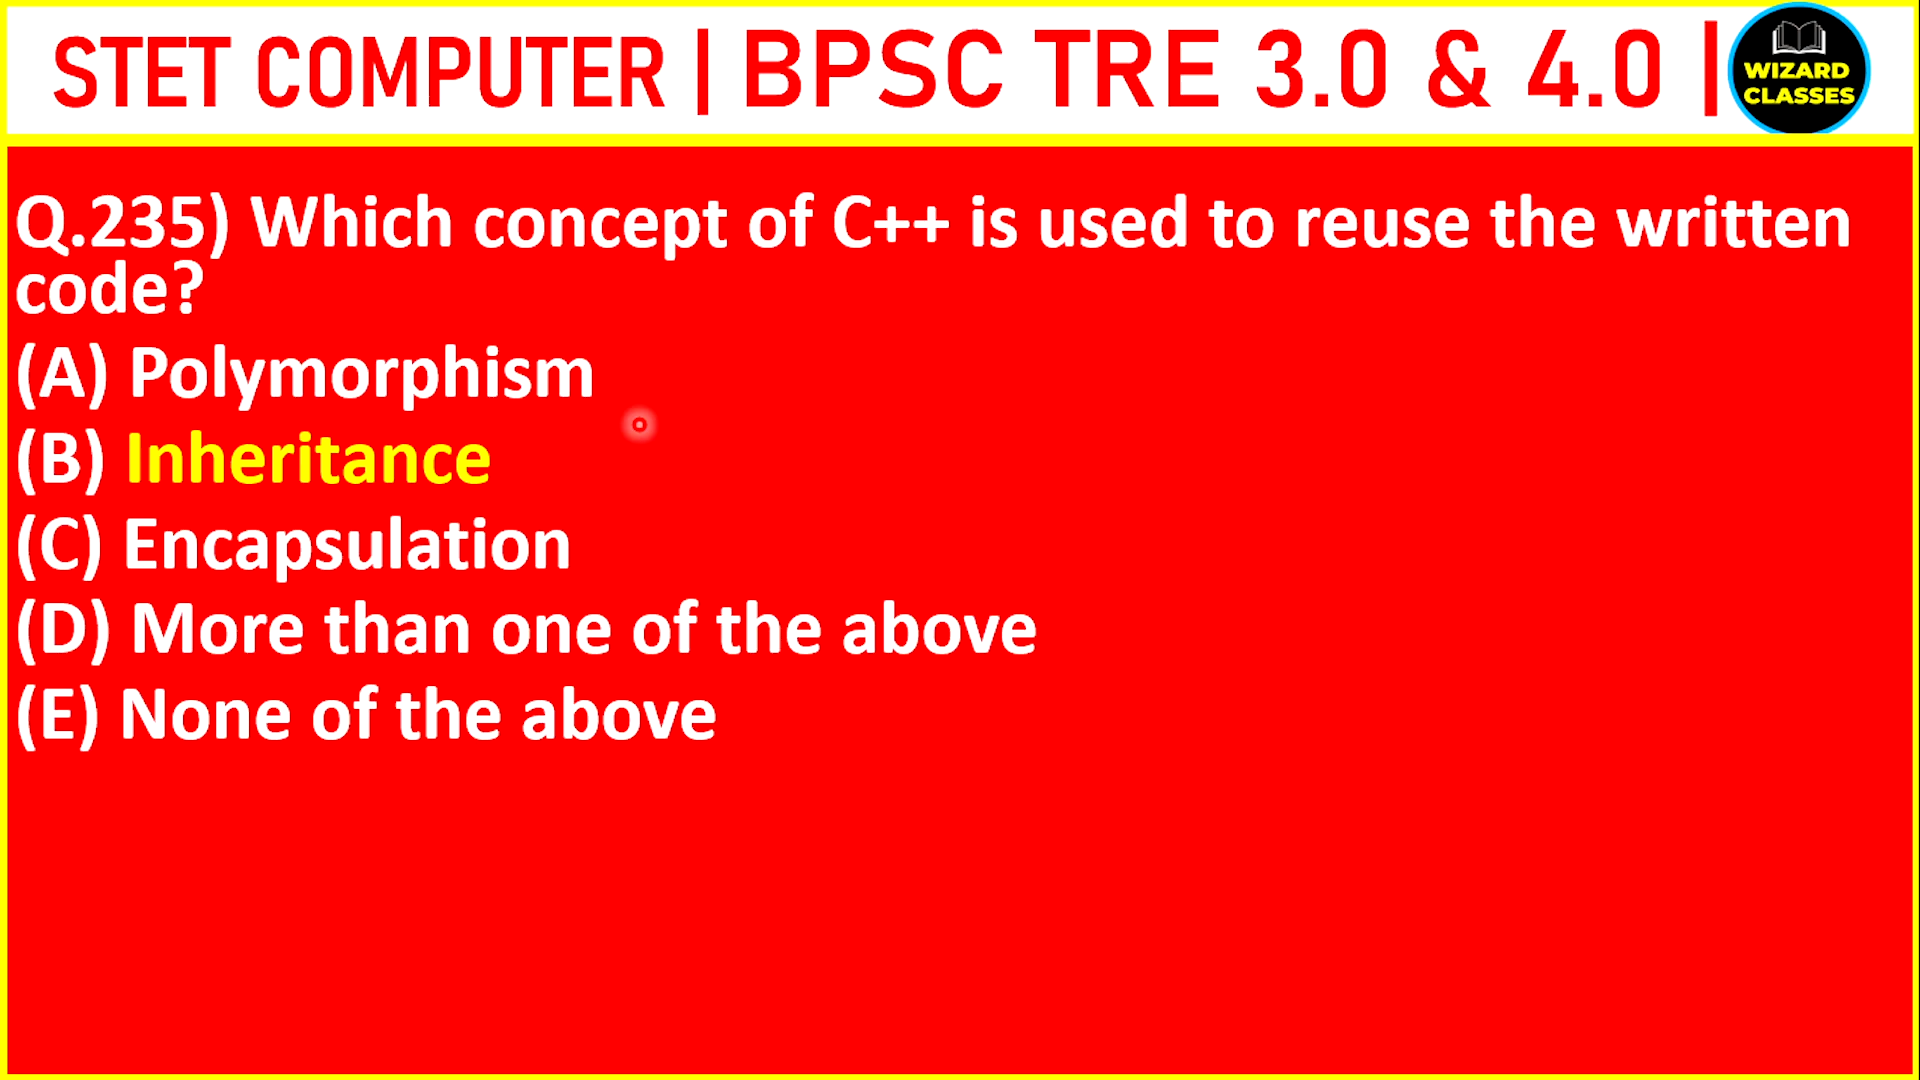 STET COMPUTER | BPSC TRE 3.0 & 4.0 |
WIZARD
CLASSES
Q.235) Which concept of C++ is used to reuse the written
code?
(A) Polymorphism
(B) Inheritance
(C) Encapsulation
(D) More than one of the above
(E) None of the above